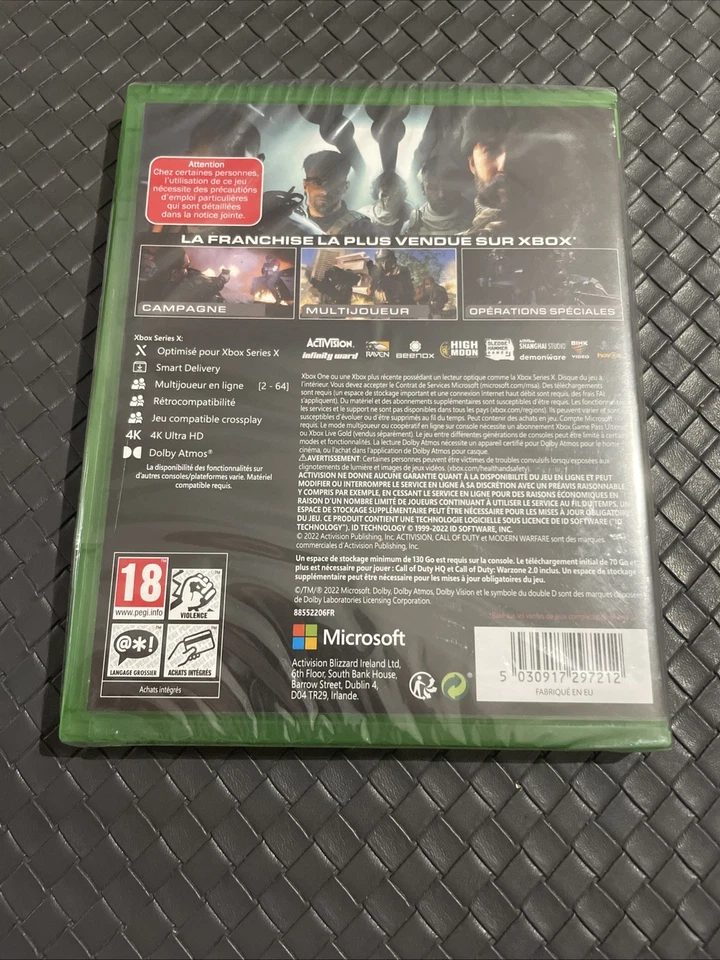 Attention
Chez certaines personnes,
l'utilisation de ce jeu
nécessite des précautions
d'emploi particulières
qui sont détaillées
dans la notice jointe.
LA FRANCHISE LA PLUS VENDUE SUR XBOX*
CAMPAGNE
MULTIJOUEUR
OPÉRATIONS SPÉCIALES
Xbox Series X:
Optimisé pour Xbox Series X
Smart Delivery
Multijoueur en ligne [2 - 64]
Rétrocompatibilité
Jeu compatible crossplay
4K 4K Ultra HD
Dolby Atmos®
La disponibilité des fonctionnalités sur
d'autres consoles/plateformes varie. Matériel
compatible requis.
ACTIVISION
infinity ward
RAVEN
BEENOX
HIGH MOON
SLEDGE HAMMER GAMES
SHANGHAI STUDIO
demonware
VIDEO
Xbox One ou une Xbox plus récente possédant un lecteur optique comme la Xbox Series X. Disque du jeu à
l'intérieur. Vous devez accepter le Contrat de Services Microsoft (microsoft.com/msa). Des téléchargements
sont requis (un espace de stockage important et une connexion internet haut débit sont requis, des frais FAI
s'appliquent). Du matériel et des abonnements supplémentaires sont susceptibles d'être requis. Les fonctions
les services et le support ne sont pas disponibles dans tous les pays (xbox.com/regions). Ils peuvent varier et sont
susceptibles d'évoluer ou d'être supprimés au fil du temps. Peut contenir des achats en jeu. Compte Microsoft
requis. Le mode multijoueur ou coopératif en ligne sur console nécessite un abonnement Xbox Game Pass Ultim
ou Xbox Live Gold (vendus séparément). Le jeu entre différentes générations de consoles peut être limité à certains
modes et fonctionnalités. La lecture Dolby Atmos nécessite un appareil certifié pour Dolby Atmos pour le home
cinéma, ou l'achat dans l'application de Dolby Atmos pour casque.
⚠AVERTISSEMENT: Certaines personnes peuvent être victimes de troubles convulsifs lorsqu'exposées aux
clignotements de lumière et images de jeux vidéos. (xbox.com/healthandsafety).
ACTIVISION NE DONNE AUCUNE GARANTIE QUANT À LA DISPONIBILITÉ DU JEU EN LIGNE ET PEUT
MODIFIER OU INTERROMPRE LE SERVICE EN LIGNE À SA DISCRÉTION AVEC UN PRÉAVIS RAISONNABLE,
Y COMPRIS PAR EXEMPLE, EN CESSANT LE SERVICE EN LIGNE POUR DES RAISONS ÉCONOMIQUES EN
RAISON D'UN NOMBRE LIMITÉ DE JOUEURS CONTINUANT À UTILISER LE SERVICE AU FIL DU TEMPS. UN
ESPACE DE STOCKAGE SUPPLÉMENTAIRE PEUT ÊTRE REQUIS POUR LES MISES À JOUR OBLIGATOIRES
DU JEU. CE PRODUIT CONTIENT UNE TECHNOLOGIE LOGICIELLE SOUS LICENCE DE ID SOFTWARE ("ID
TECHNOLOGY"). ID TECHNOLOGY © 1999-2022 ID SOFTWARE, INC.
© 2022 Activision Publishing, Inc. ACTIVISION, CALL OF DUTY et MODERN WARFARE sont des marques
commerciales d'Activision Publishing, Inc.
Un espace de stockage minimum de 130 Go est requis sur la console. Le téléchargement initial de 70 Go est
plus est nécessaire pour jouer : Call of Duty HQ et Call of Duty: Warzone 2.0 inclus. Un espace de stockage
supplémentaire peut être nécessaire pour les mises à jour obligatoires du jeu.
©/TM/® 2022 Microsoft. Dolby, Dolby Atmos, Dolby Vision et le symbole du double D sont des marques
de Dolby Laboratories Licensing Corporation.
88552206FR
18
www.pegi.info
VIOLENCE
@*!
LANGAGE GROSSIER
ACHATS INTÉGRÉS
Achats intégrés
Microsoft
Activision Blizzard Ireland Ltd,
6th Floor, South Bank House,
Barrow Street, Dublin 4,
D04 TR29, Irlande.
5 030917 297212
FABRIQUÉ EN EU